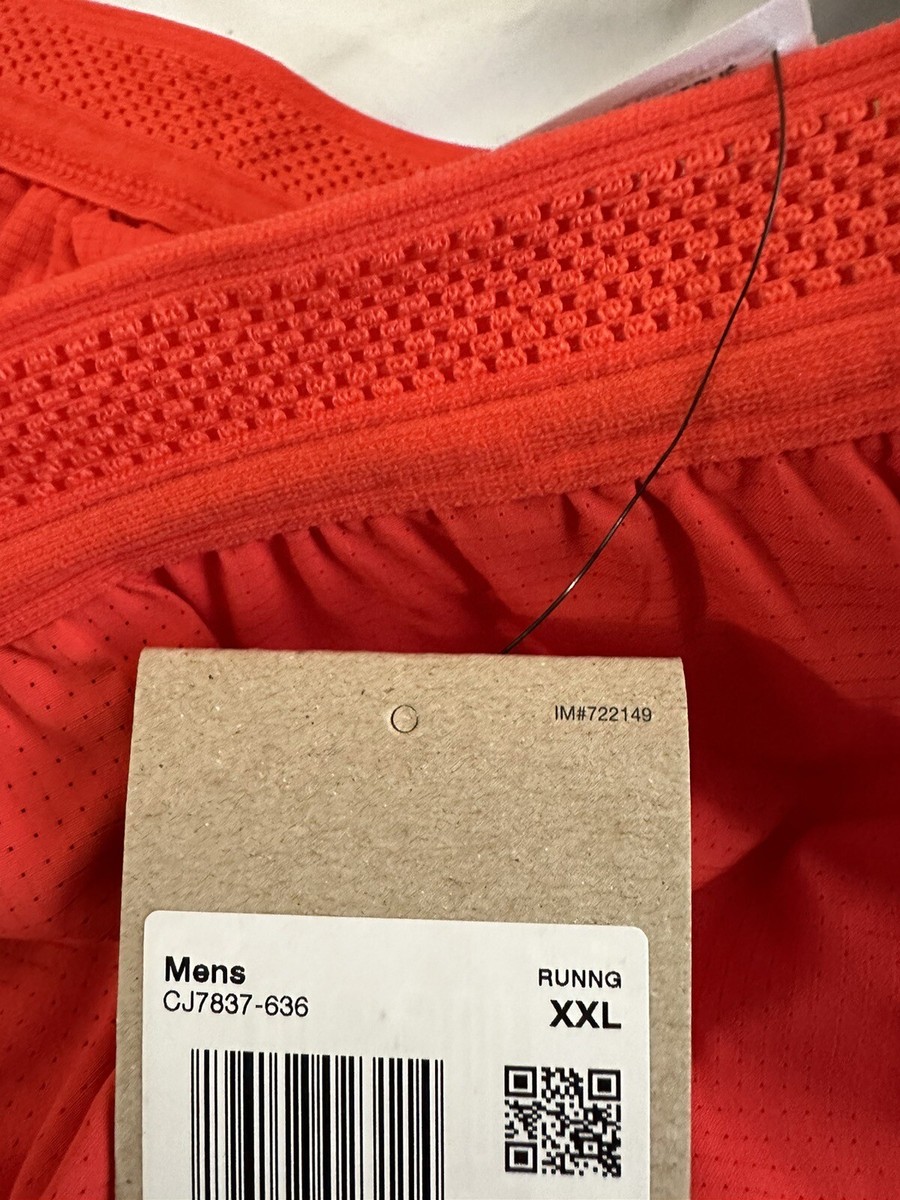 IM#722149
Mens
CJ7837-636
RUNNG
XXL